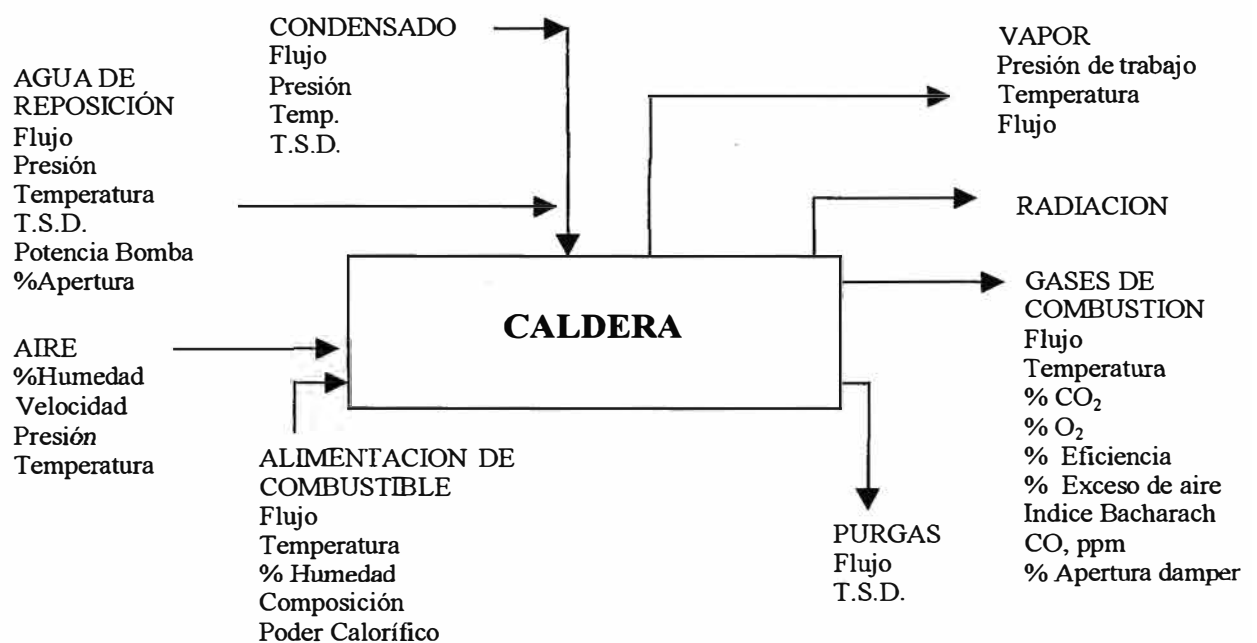 CONDENSADO
Flujo
Presión
Temp.
T.S.D.
VAPOR
Presión de trabajo
Temperatura
Flujo
AGUA DE
REPOSICIÓN
Flujo
Presión
Temperatura
T.S.D.
Potencia Bomba
%Apertura
RADIACION
CALDERA
GASES DE
COMBUSTION
Flujo
Temperatura
% CO₂
% O₂
% Eficiencia
% Exceso de aire
Indice Bacharach
CO, ppm
% Apertura damper
AIRE
%Humedad
Velocidad
Presión
Temperatura
ALIMENTACION DE
COMBUSTIBLE
Flujo
Temperatura
% Humedad
Composición
Poder Calorífico
PURGAS
Flujo
T.S.D.